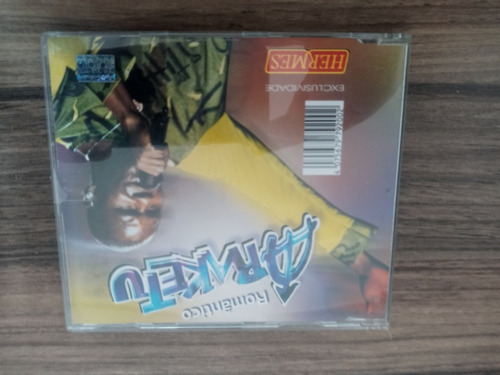 Romântico
ARAKETU
EXCLUSIVIDADE
HERMES